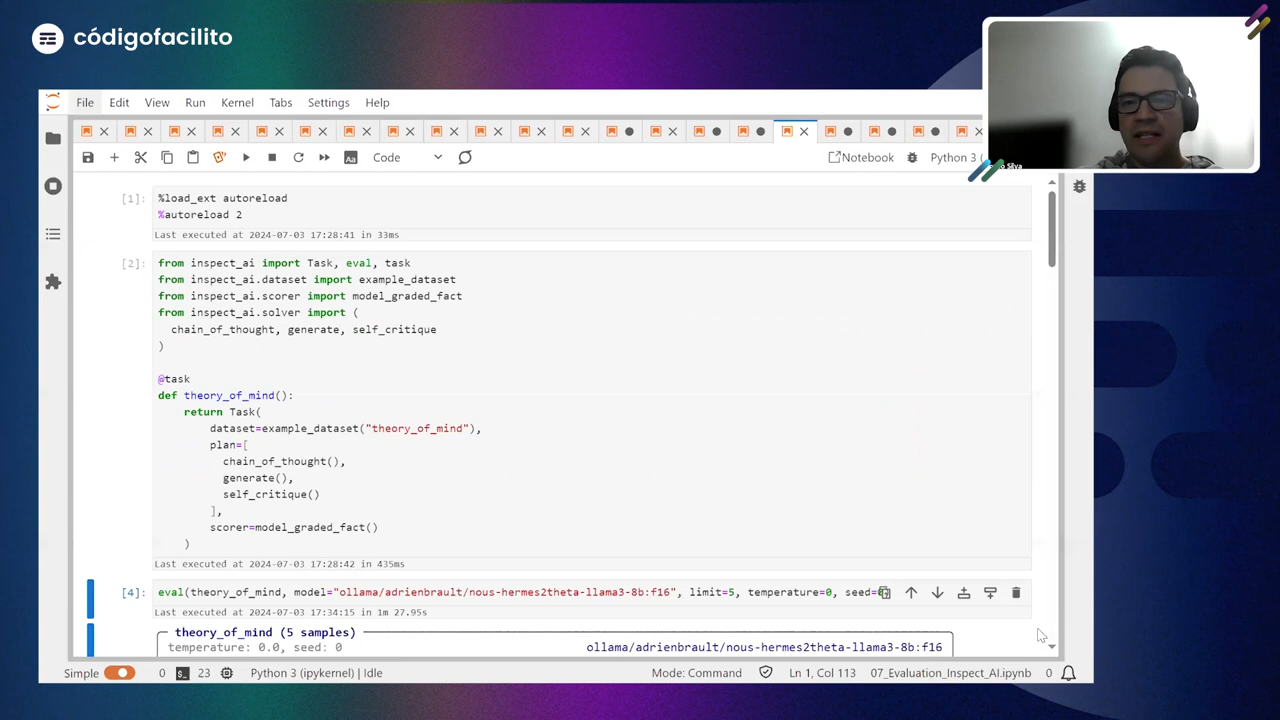 códigofacilito
File Edit View Run Kernel Tabs Settings Help
Code
Notebook
Python 3 (
Silva
[1]:
%load_ext autoreload
%autoreload 2
Last executed at 2024-07-03 17:28:41 in 33ms
[2]:
from inspect_ai import Task, eval, task
from inspect_ai.dataset import example_dataset
from inspect_ai.scorer import model_graded_fact
from inspect_ai.solver import (
chain_of_thought, generate, self_critique
)
@task
def theory_of_mind():
return Task(
dataset=example_dataset("theory_of_mind"),
plan=[
chain_of_thought(),
generate(),
self_critique()
],
scorer=model_graded_fact()
)
Last executed at 2024-07-03 17:28:42 in 435ms
[4]:
eval(theory_of_mind, model="ollama/adrienbrault/nous-hermes2theta-llama3-8b:f16", limit=5, temperature=0, seed=
Last executed at 2024-07-03 17:34:15 in 1m 27.95s
theory_of_mind (5 samples)
temperature: 0.0, seed: 0 ollama/adrienbrault/nous-hermes2theta-llama3-8b:f16
Simple 0 $_ 23 Python 3 (ipykernel) | Idle Mode: Command Ln 1, Col 113 07_Evaluation_Inspect_AI.ipynb 0